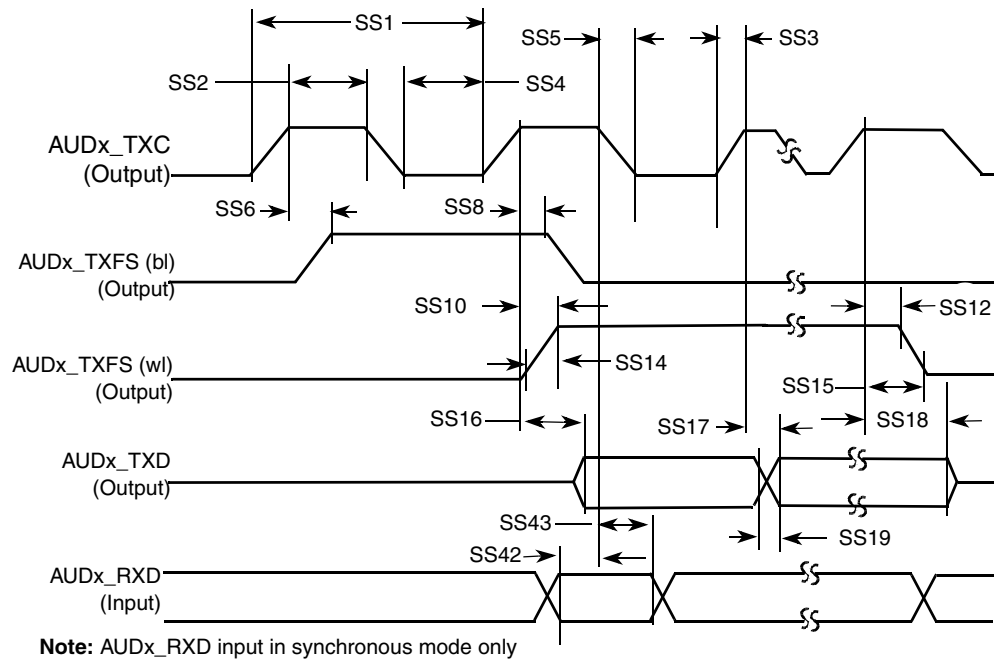 SS1
SS5
SS3
SS2
SS4
AUDx_TXC
(Output)
SS6
SS8
AUDx_TXFS (bl)
(Output)
SS10
SS12
AUDx_TXFS (wl)
(Output)
SS14
SS15
SS16
SS17
SS18
AUDx_TXD
(Output)
SS43
SS19
SS42
AUDx_RXD
(Input)
Note: AUDx_RXD input in synchronous mode only